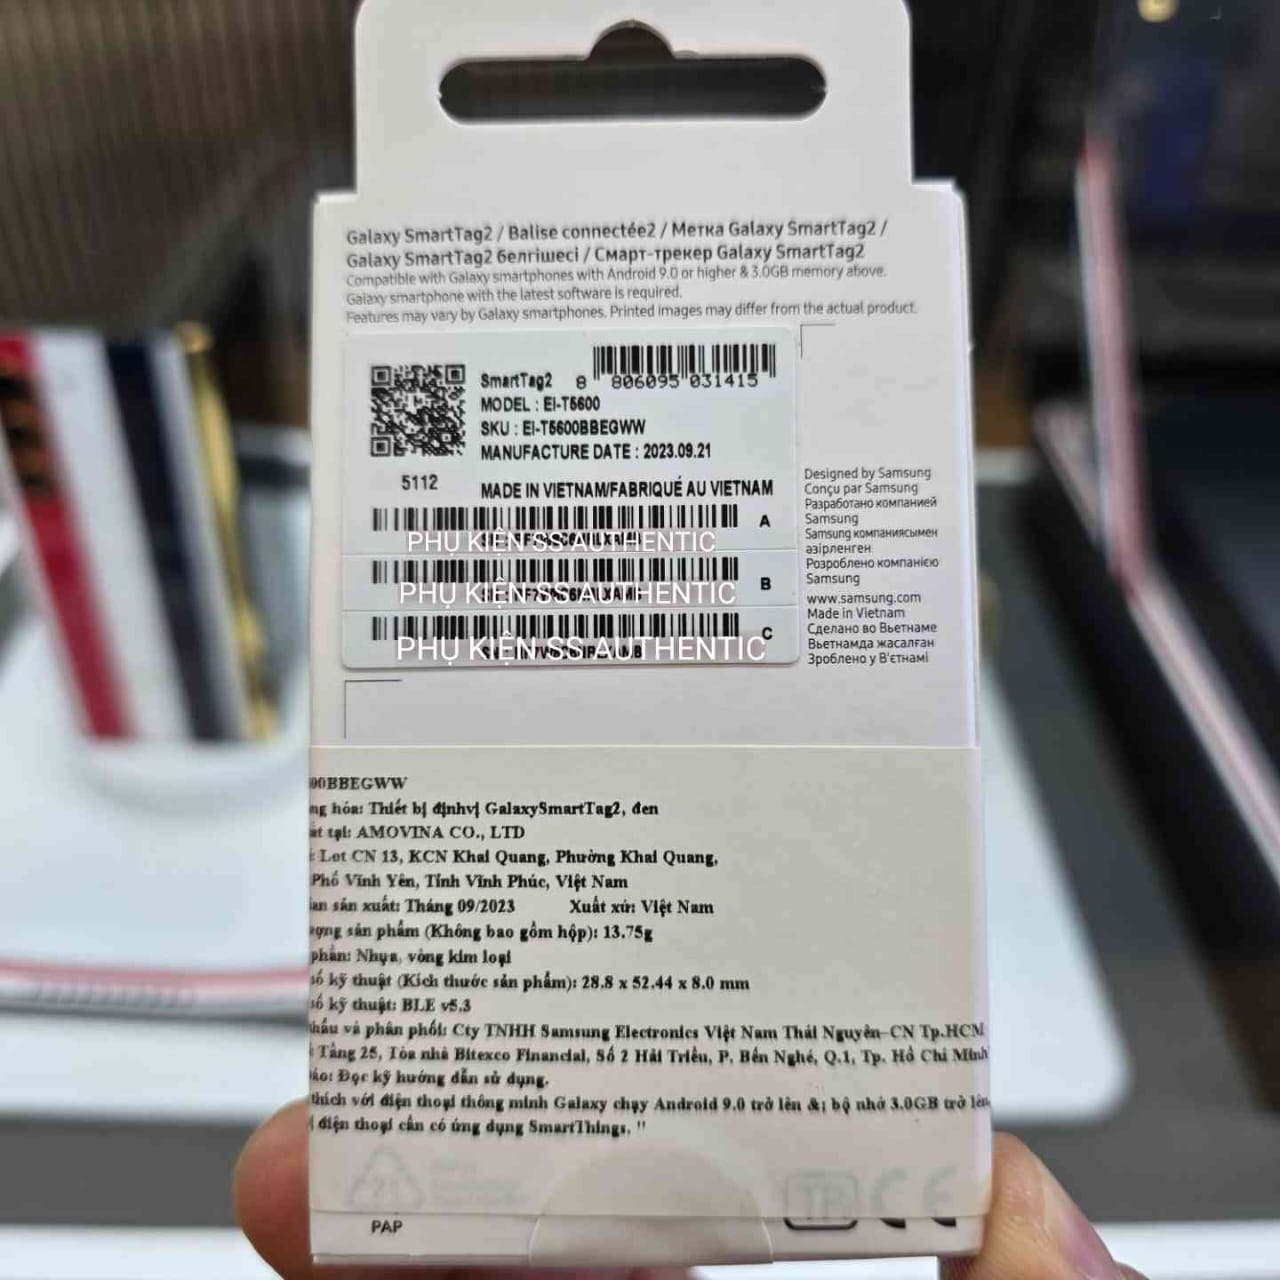 Galaxy SmartTag2 / Balise connectée2 / Метка Galaxy SmartTag2 /
Galaxy SmartTag2 белгішесі / Смарт-трекер Galaxy SmartTag2
Compatible with Galaxy smartphones with Android 9.0 or higher & 3.0GB memory above.
Galaxy smartphone with the latest software is required.
Features may vary by Galaxy smartphones. Printed images may differ from the actual product.
SmartTag2 8 806095 031415
MODEL : EI-T5600
SKU : EI-T5600BBEGWW
MANUFACTURE DATE : 2023.09.21
5112
MADE IN VIETNAM/FABRIQUÉ AU VIETNAM
A
PHỤ KIỆN SS AUTHENTIC
B
PHỤ KIỆN SS AUTHENTIC
C
PHỤ KIỆN SS AUTHENTIC
Designed by Samsung
Conçu par Samsung
Разработано компанией
Samsung
Samsung компаниясымен
әзірленген
Розроблено компанією
Samsung
www.samsung.com
Made in Vietnam
Сделано во Вьетнаме
Вьетнамда жасалған
Зроблено у В'єтнамі
00BBEGWW
ng hóa: Thiết bị địnhvị GalaxySmartTag2, đen
ất tại: AMOVINA CO., LTD
: Lot CN 13, KCN Khai Quang, Phường Khai Quang,
Phố Vĩnh Yên, Tỉnh Vĩnh Phúc, Việt Nam
ian sản xuất: Tháng 09/2023 Xuất xứ: Việt Nam
ượng sản phẩm (Không bao gồm hộp): 13.75g
phần: Nhựa, vòng kim loại
số kỹ thuật (Kích thước sản phẩm): 28.8 x 52.44 x 8.0 mm
số kỹ thuật: BLE v5.3
khẩu và phân phối: Cty TNHH Samsung Electronics Việt Nam Thái Nguyên-CN Tp.HCM
: Tầng 25, Tòa nhà Bitexco Financial, Số 2 Hải Triều, P. Bến Nghé, Q.1, Tp. Hồ Chí Minh
áo: Đọc kỹ hướng dẫn sử dụng.
thích với điện thoại thông minh Galaxy chạy Android 9.0 trở lên &; bộ nhớ 3.0GB trở lên
điện thoại cần có ứng dụng SmartThings. "
21
PAP
CE